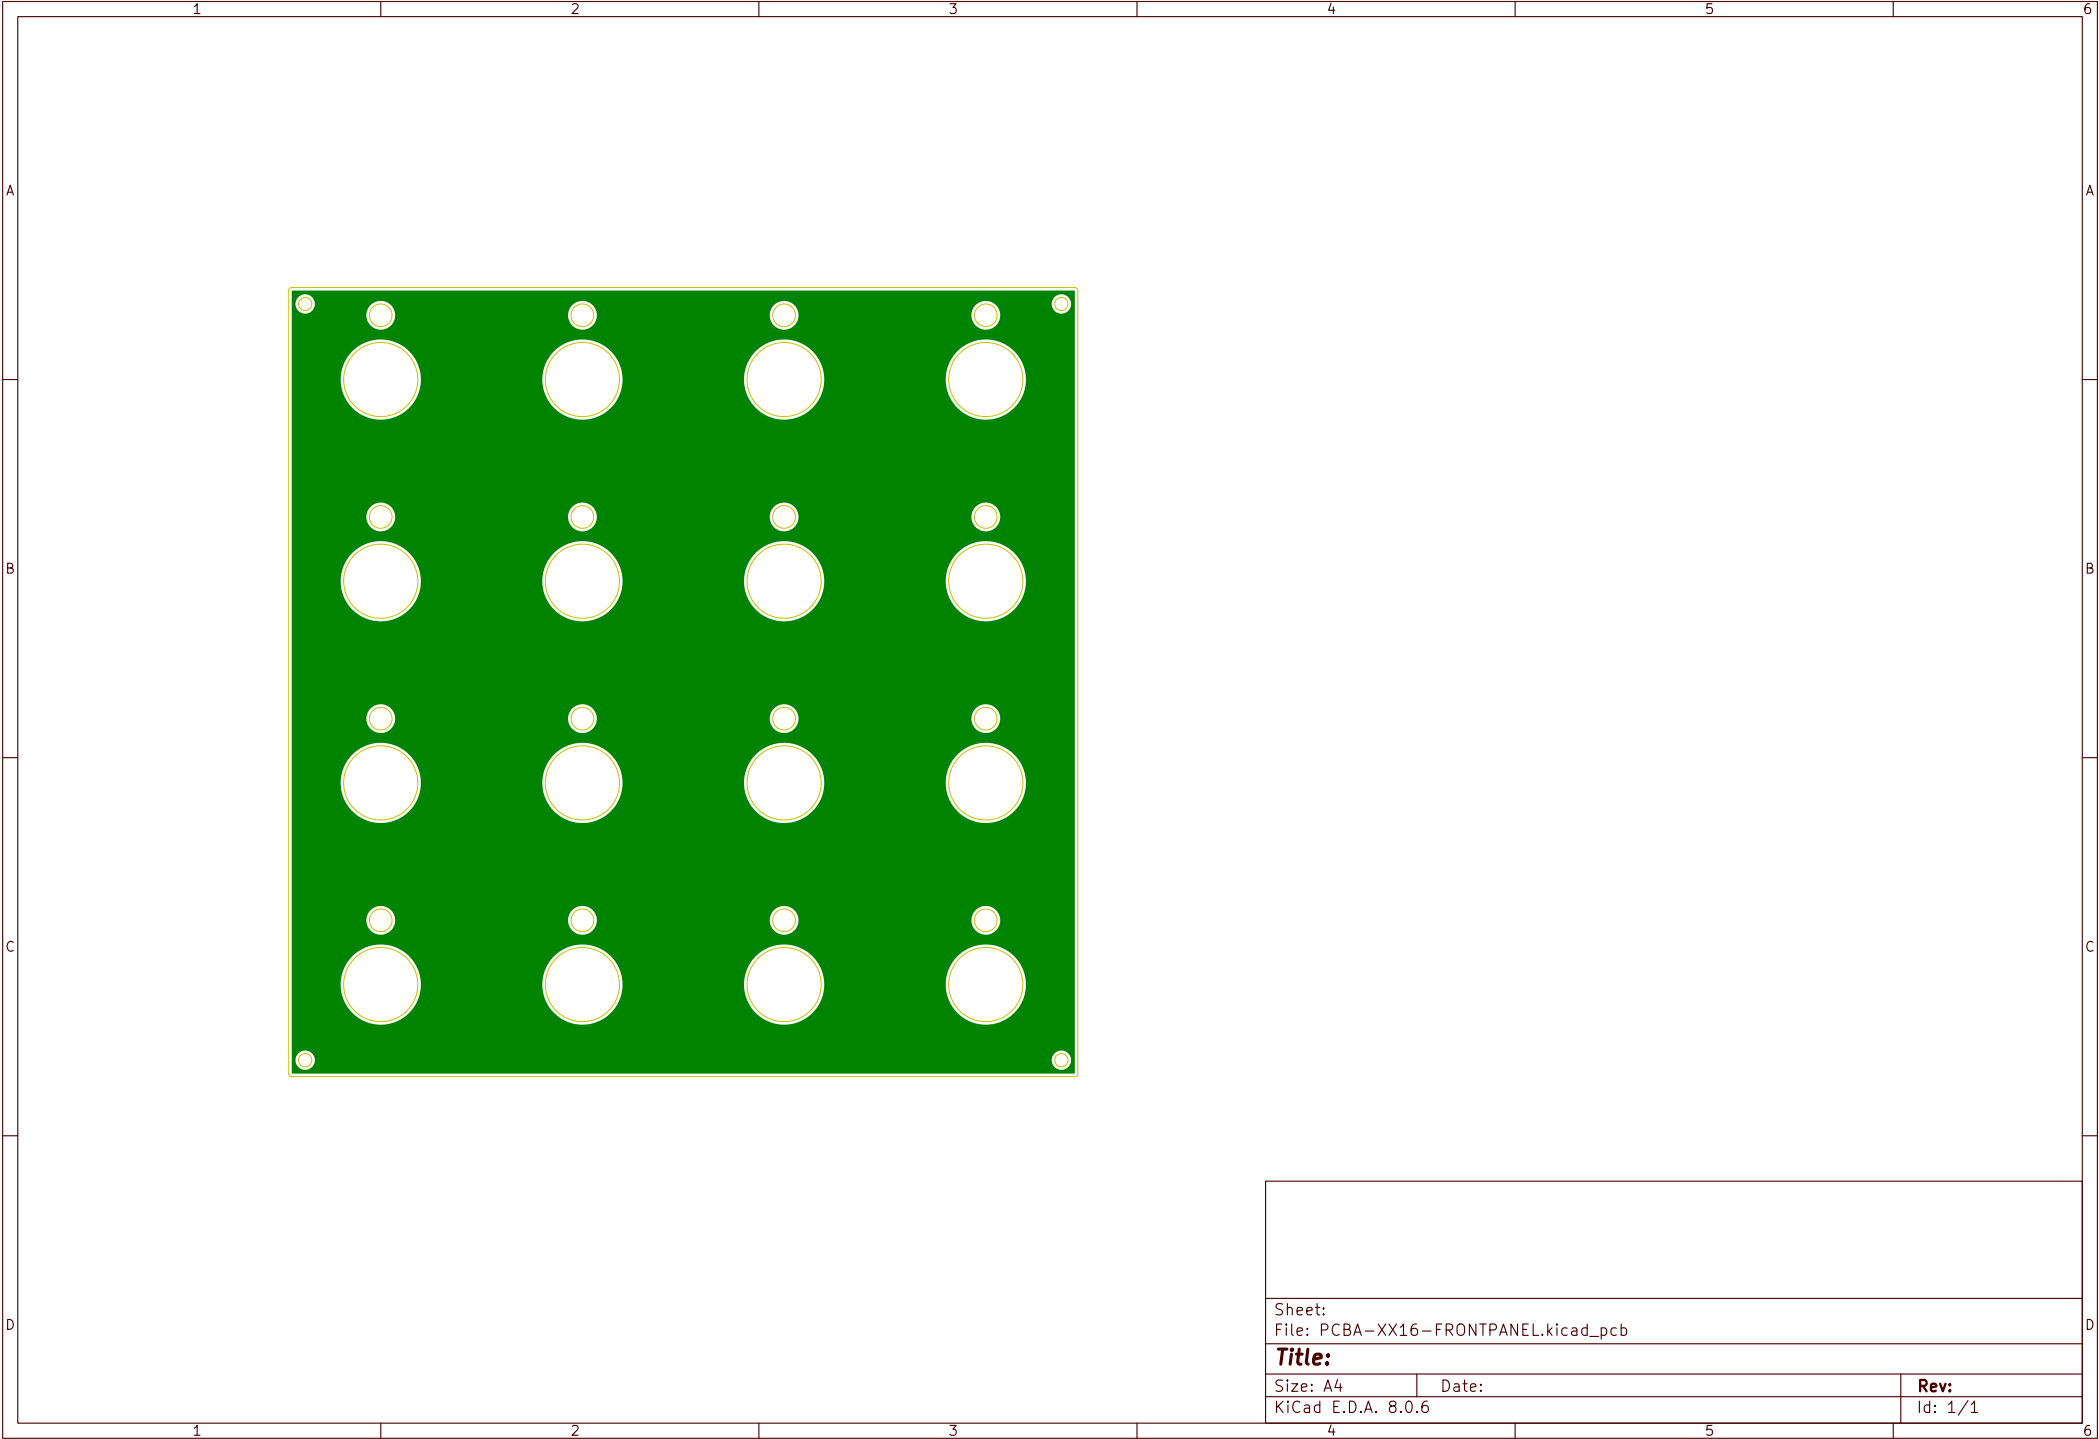 1 2 3 4 5 6
A A
B B
C C
Sheet:
D D
File: PCBA-XX16-FRONTPANEL.kicad_pcb
Title:
Size: A4 Date: Rev:
KiCad E.D.A. 8.0.6 Id: 1/1
1 2 3 4 5 6